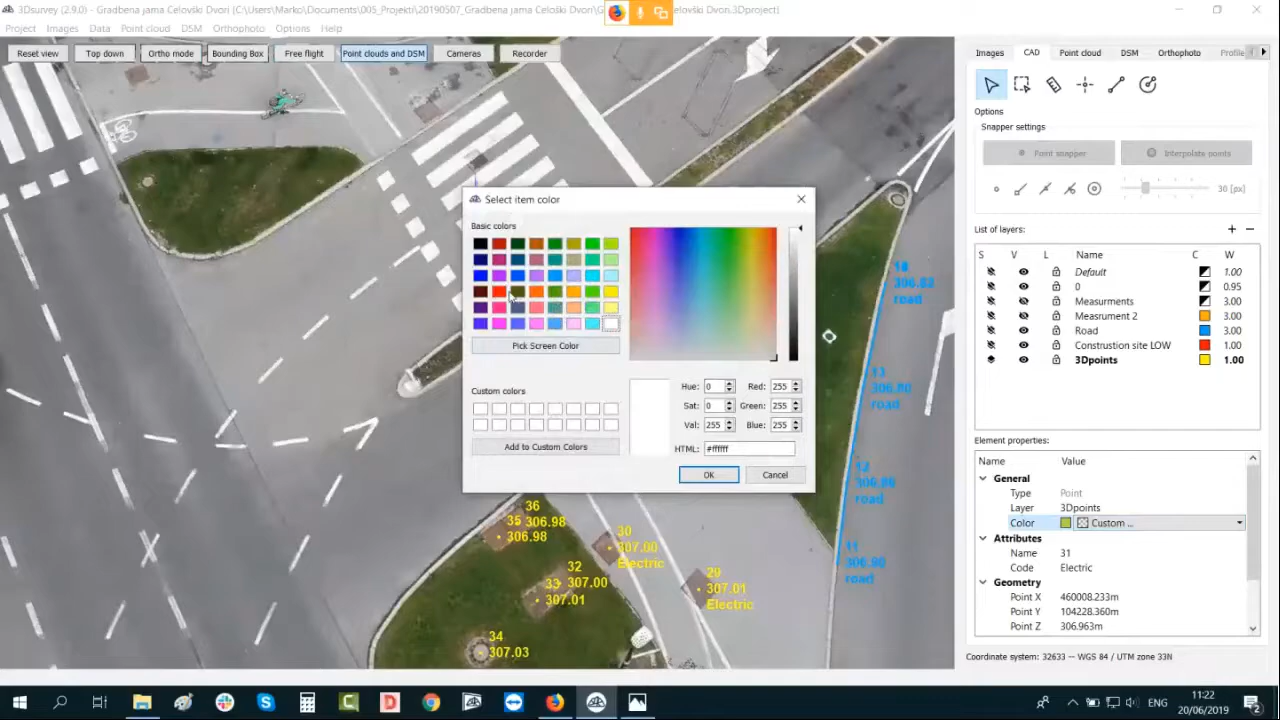 3Dsurvey (2.9.0) - Gradbena jama Celovški Dvori (C:\Users\Marko\Documents\005_Projekti\20190507_Gradbena jama Celoški Dvori\G
elovški Dvori.3Dproject)
Project Images Data Point cloud DSM Orthophoto Options Help
Reset view Top down Ortho mode Bounding Box Free flight Point clouds and DSM Cameras Recorder
Images CAD Point cloud DSM Orthophoto Profile
Options
Snapper settings
Point snapper Interpolate points
30 [px]
List of layers:
S V L Name C W
Default 1.00
0 0.95
Measurments 3.00
Measrument 2 3.00
Road 3.00
Construstion site LOW 1.00
3Dpoints 1.00
Element properties:
Name Value
General
Type Point
Layer 3Dpoints
Color Custom ...
Attributes
Name 31
Code Electric
Geometry
Point X 460008.233m
Point Y 104228.360m
Point Z 306.963m
Coordinate system: 32633 -- WGS 84 / UTM zone 33N
Select item color
Basic colors
Pick Screen Color
Custom colors
Add to Custom Colors
Hue: 0 Red: 255
Sat: 0 Green: 255
Val: 255 Blue: 255
HTML: #ffffff
OK Cancel
road
13
306.80
road
12
road
11
306.90
road
36
35 306.98
306.98
30
307.00
Electric
32
33 307.00
307.01
29
307.01
Electric
34
307.03
ENG
11:22
20/06/2019
2